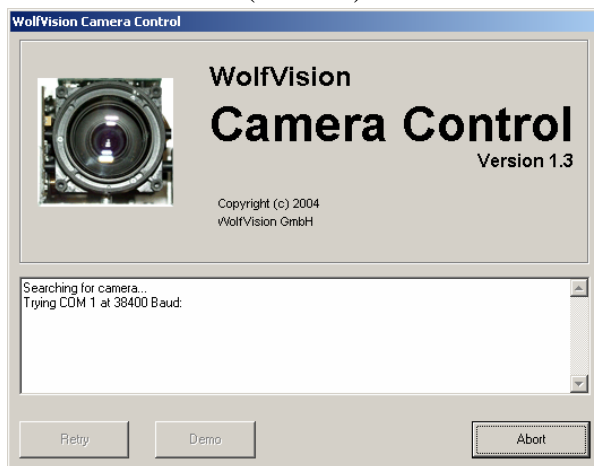 WolfVision Camera Control
WolfVision
Camera Control
Version 1.3
Copyright (c) 2004
WolfVision GmbH
Searching for camera...
Trying COM 1 at 38400 Baud:
Retry
Demo
Abort